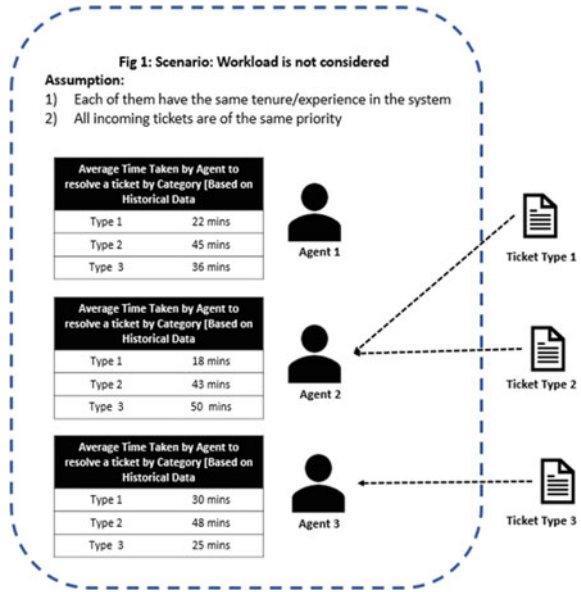 Fig 1: Scenario: Workload is not considered
Assumption:
1) Each of them have the same tenure/experience in the system
2) All incoming tickets are of the same priority
Average Time Taken by Agent to
resolve a ticket by Category [Based on
Historical Data
Type 1 22 mins
Type 2 45 mins
Type 3 36 mins
Agent 1
Ticket Type 1
Average Time Taken by Agent to
resolve a ticket by Category [Based on
Historical Data
Type 1 18 mins
Type 2 43 mins
Type 3 50 mins
Agent 2
Ticket Type 2
Average Time Taken by Agent to
resolve a ticket by Category [Based on
Historical Data
Type 1 30 mins
Type 2 48 mins
Type 3 25 mins
Agent 3
Ticket Type 3